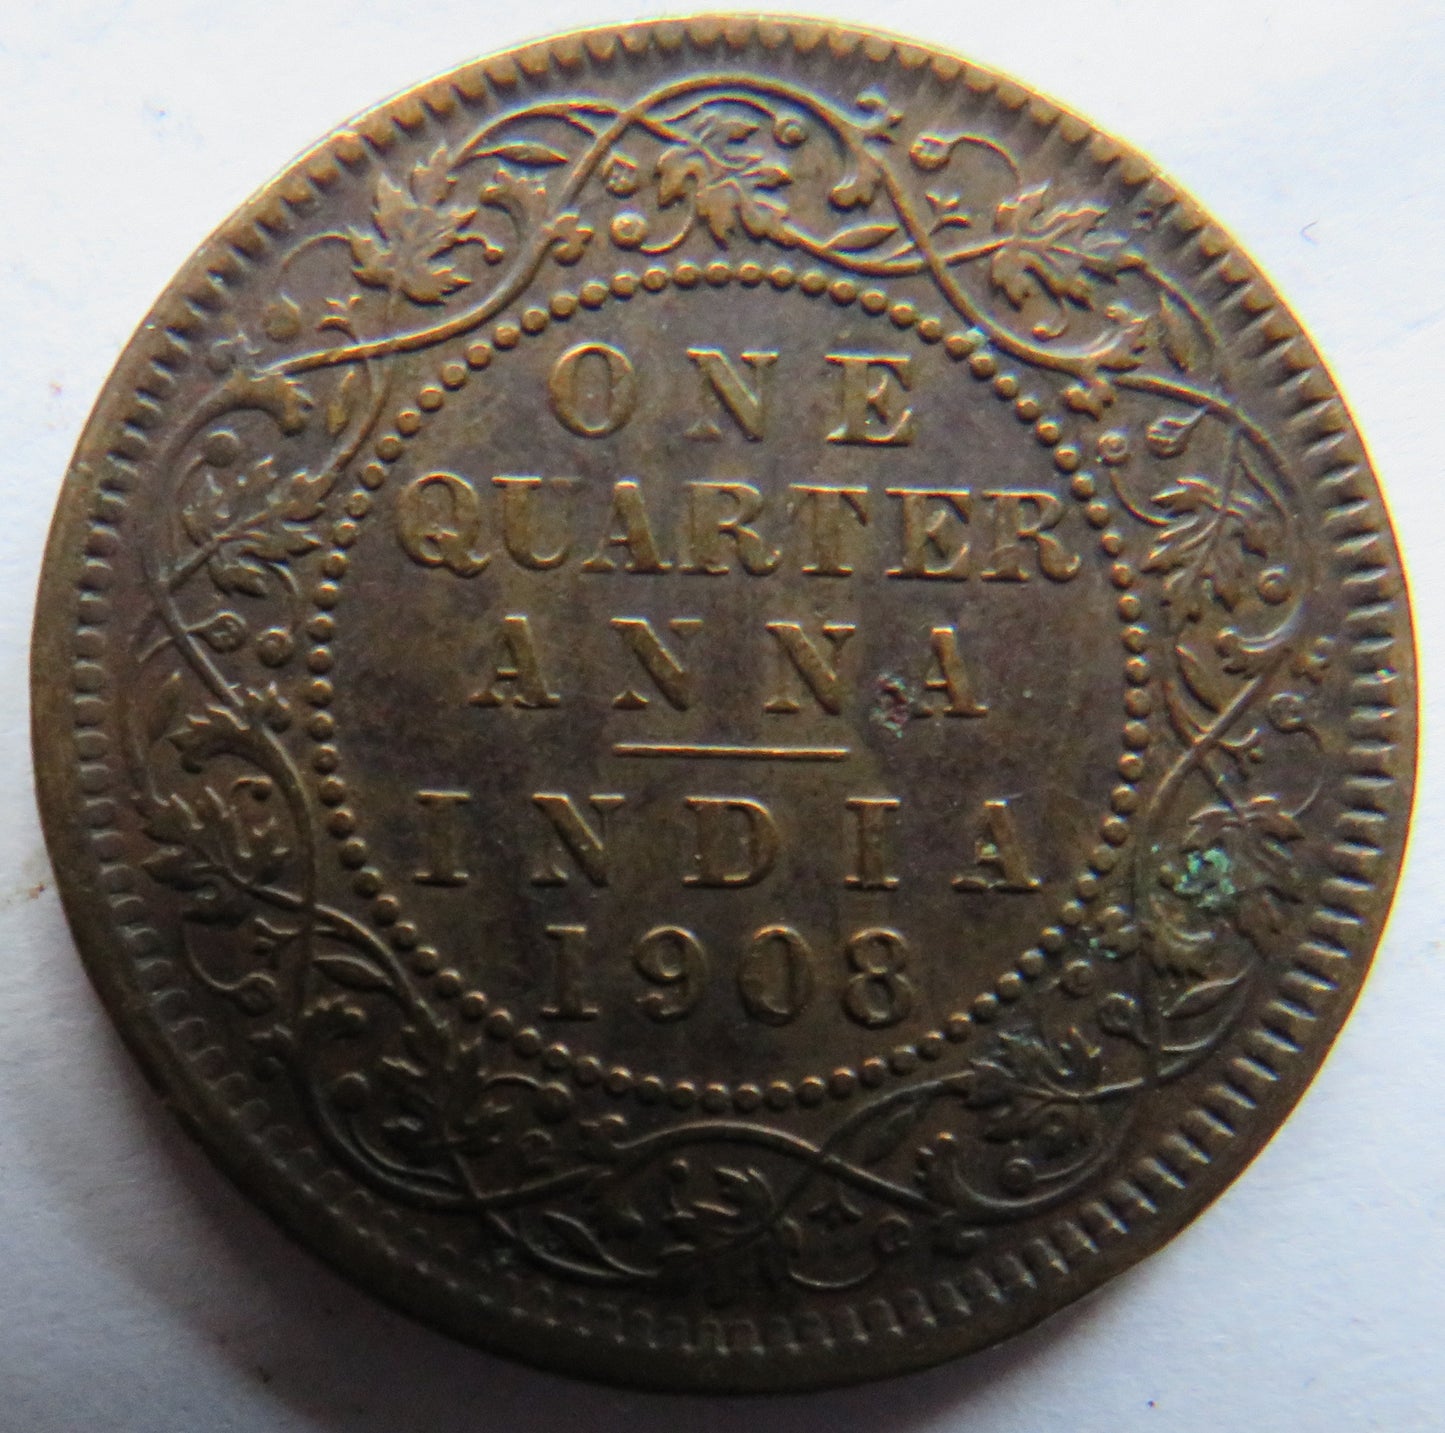 ONE
QUARTER
ANNA
INDIA
1908